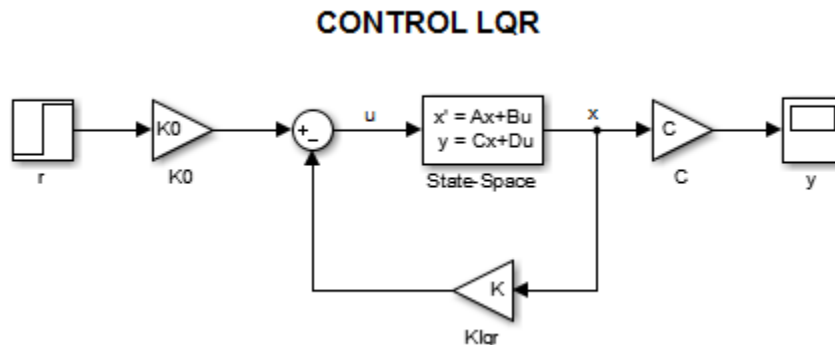 CONTROL LQR
r
K0
K0
+
-
u
x' = Ax+Bu
y = Cx+Du
State-Space
x
C
C
y
K
Klqr